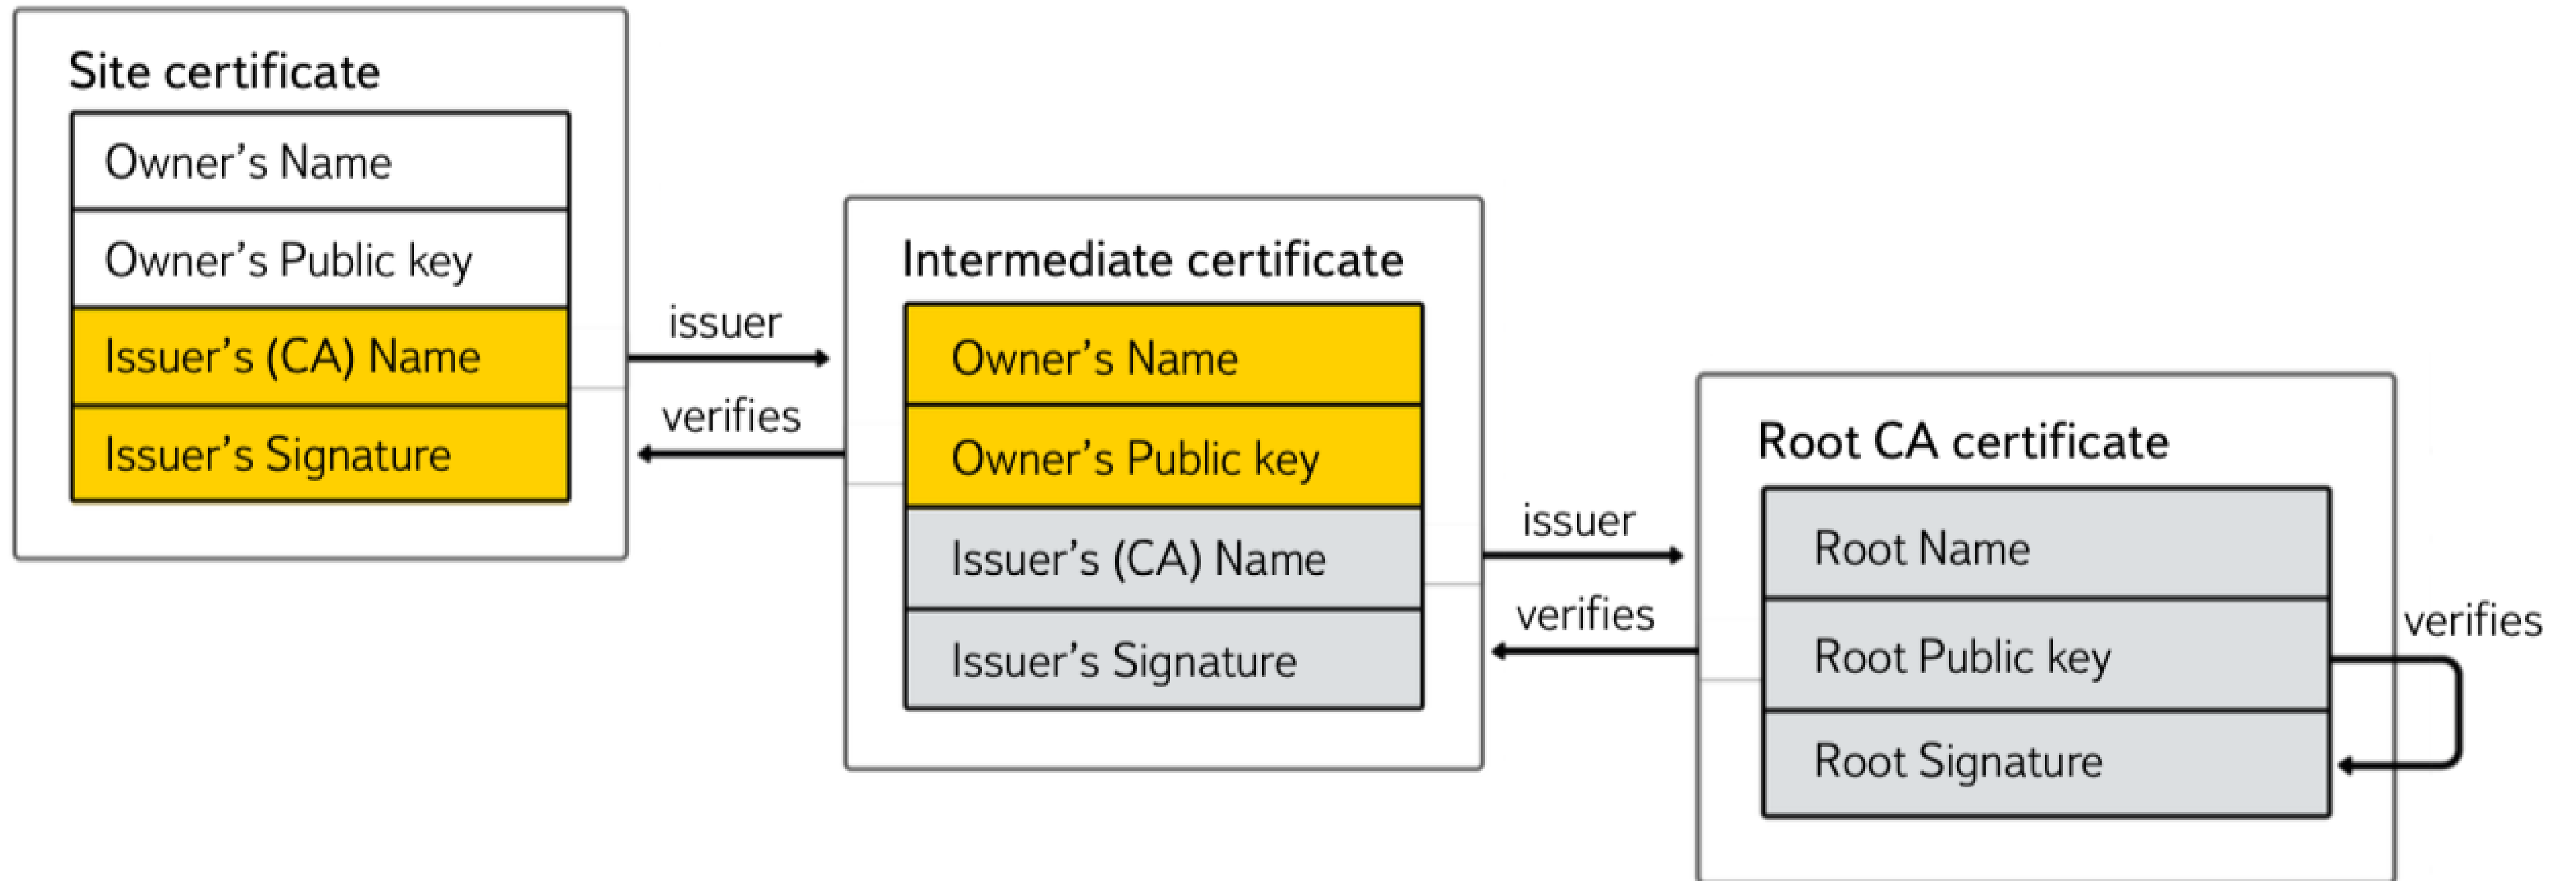 Site certificate
Owner’s Name
Owner’s Public key
Issuer’s (CA) Name
Issuer’s Signature
issuer
verifies
Intermediate certificate
Owner’s Name
Owner’s Public key
Issuer’s (CA) Name
Issuer’s Signature
issuer
verifies
Root CA certificate
Root Name
Root Public key
Root Signature
verifies